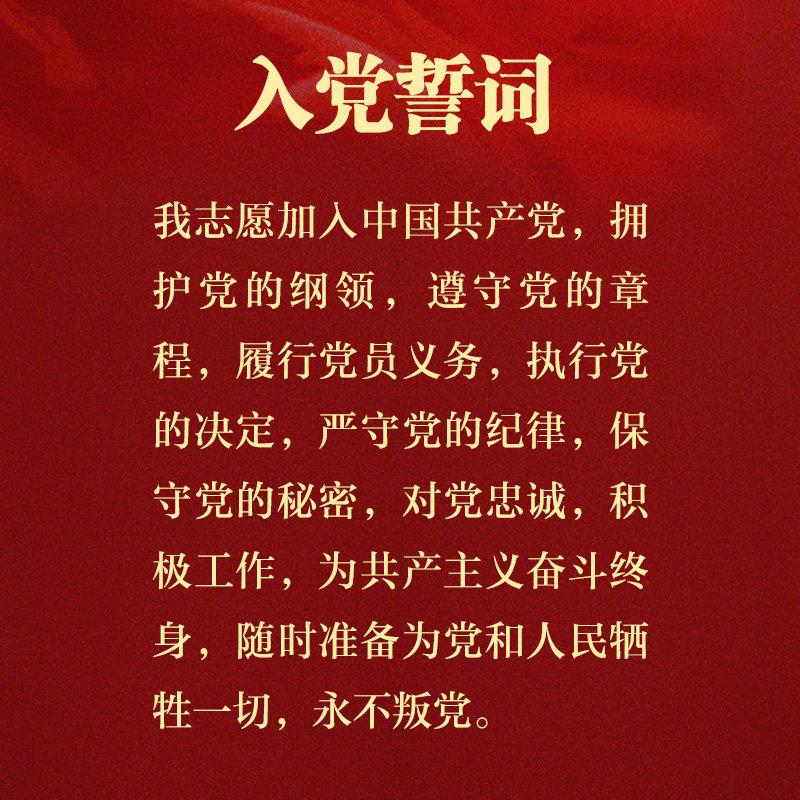 入党誓词
我志愿加入中国共产党，拥
护党的纲领，遵守党的章
程，履行党员义务，执行党
的决定，严守党的纪律，保
守党的秘密，对党忠诚，积
极工作，为共产主义奋斗终
身，随时准备为党和人民牺
牲一切，永不叛党。